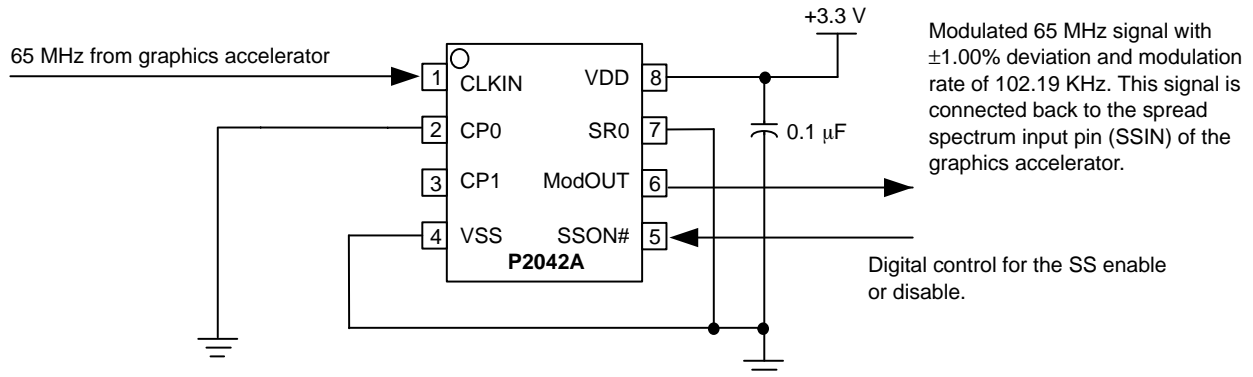 +3.3 V
65 MHz from graphics accelerator
1
CLKIN
VDD
8
2
CP0
SR0
7
0.1 μF
3
CP1
ModOUT
6
4
VSS
SSON#
5
P2042A
Modulated 65 MHz signal with
±1.00% deviation and modulation
rate of 102.19 KHz. This signal is
connected back to the spread
spectrum input pin (SSIN) of the
graphics accelerator.
Digital control for the SS enable
or disable.